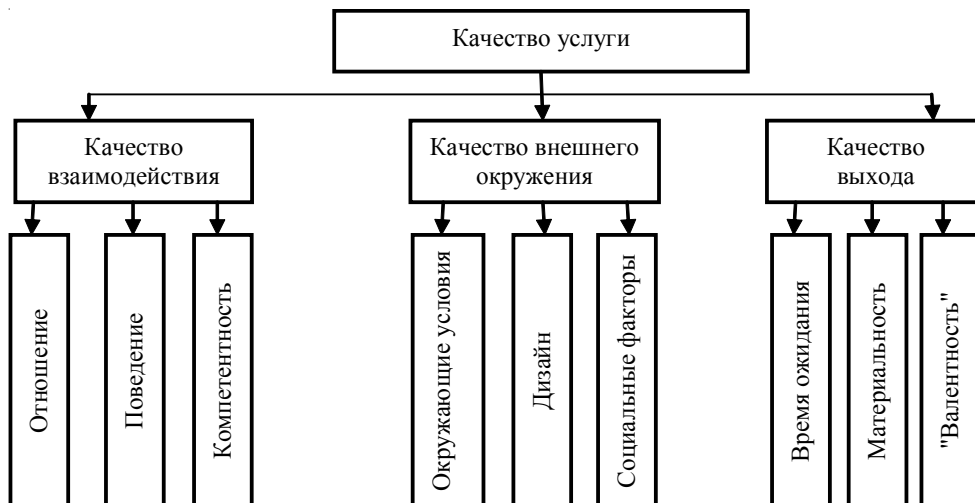 Качество услуги
Качество
взаимодействия
Качество внешнего
окружения
Качество
выхода
Отношение
Поведение
Компетентность
Окружающие условия
Дизайн
Социальные факторы
Время ожидания
Материальность
"Валентность"